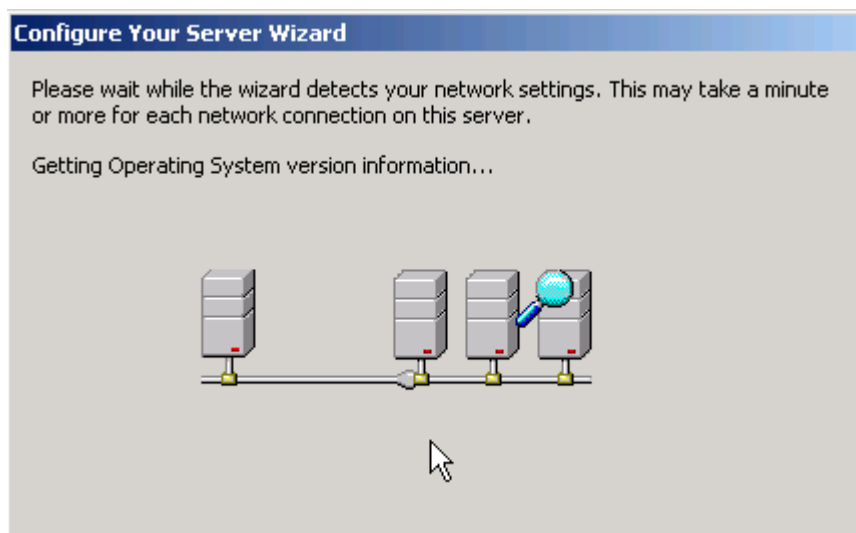 Configure Your Server Wizard
Please wait while the wizard detects your network settings. This may take a minute
or more for each network connection on this server.
Getting Operating System version information...